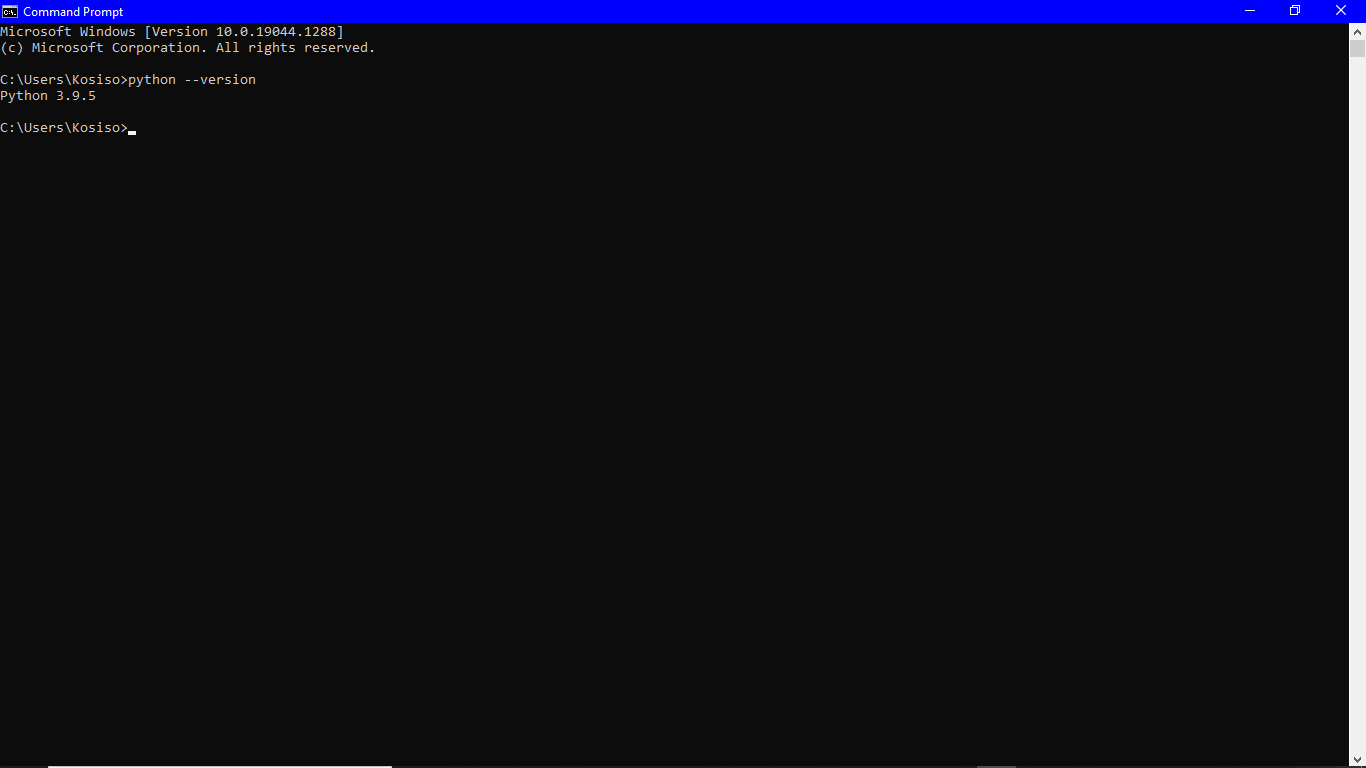 Command Prompt
Microsoft Windows [Version 10.0.19044.1288]
(c) Microsoft Corporation. All rights reserved.
C:\Users\Kosiso>python --version
Python 3.9.5
C:\Users\Kosiso>